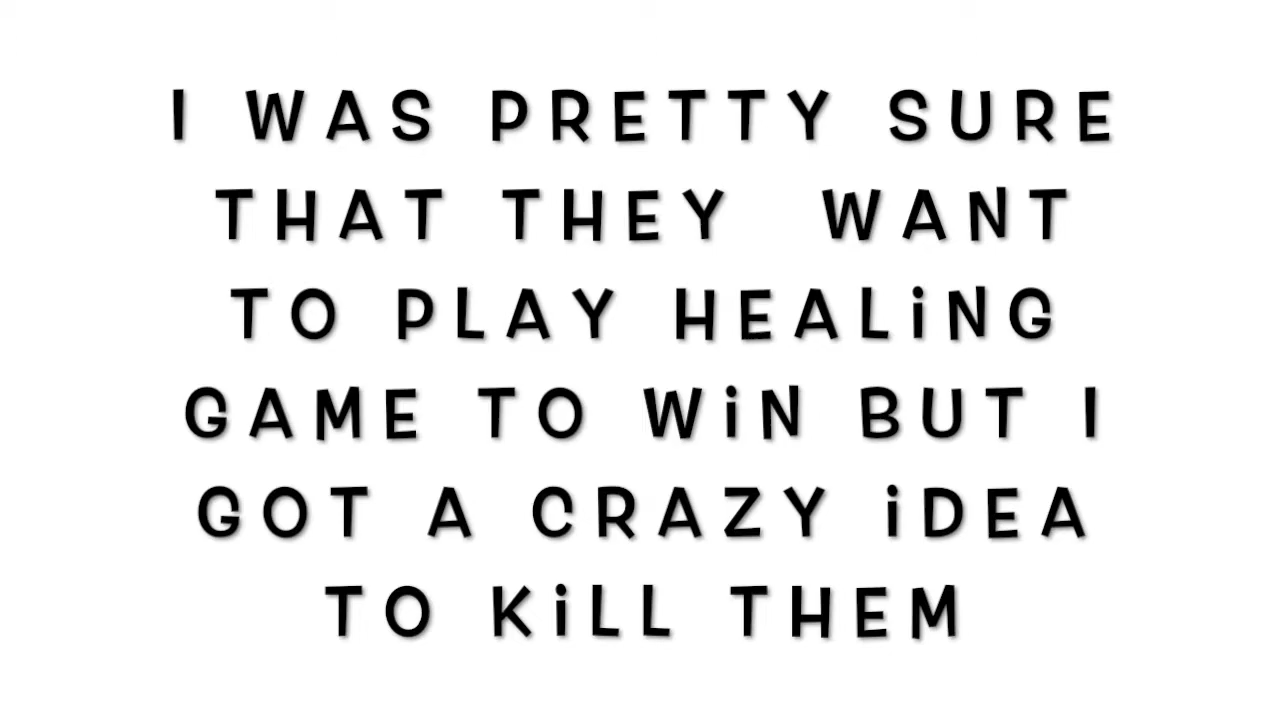 I WAS PRETTY SURE
THAT THEY WANT
TO PLAY HEALiNG
GAME TO WiN BUT I
GOT A CRAZY iDEA
TO KiLL THEM